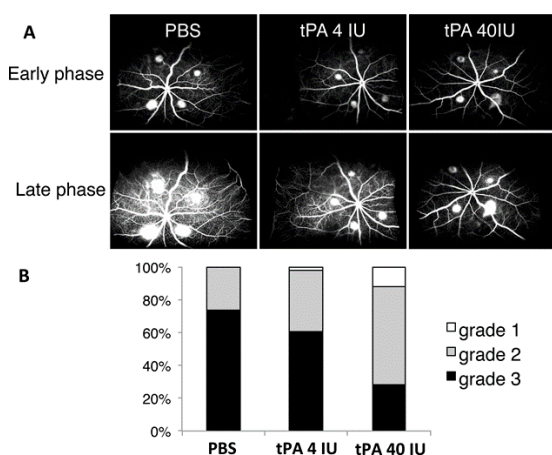 A
PBS
tPA 4 IU
tPA 40IU
Early phase
Late phase
B
100%
80%
60%
40%
20%
0%
grade 1
grade 2
grade 3
PBS
tPA 4 IU
tPA 40 IU